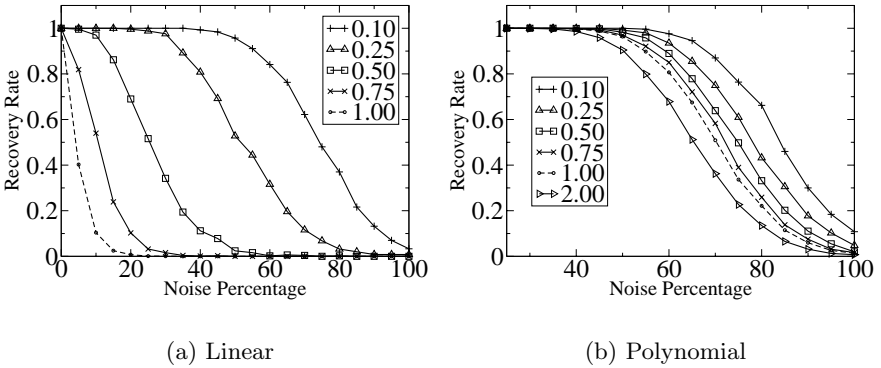 Recovery Rate
1
0.8
0.6
0.4
0.2
0
0 20 40 60 80 100
Noise Percentage
0.10
0.25
0.50
0.75
1.00
(a) Linear
Recovery Rate
1
0.8
0.6
0.4
0.2
0
40 60 80 100
Noise Percentage
0.10
0.25
0.50
0.75
1.00
2.00
(b) Polynomial